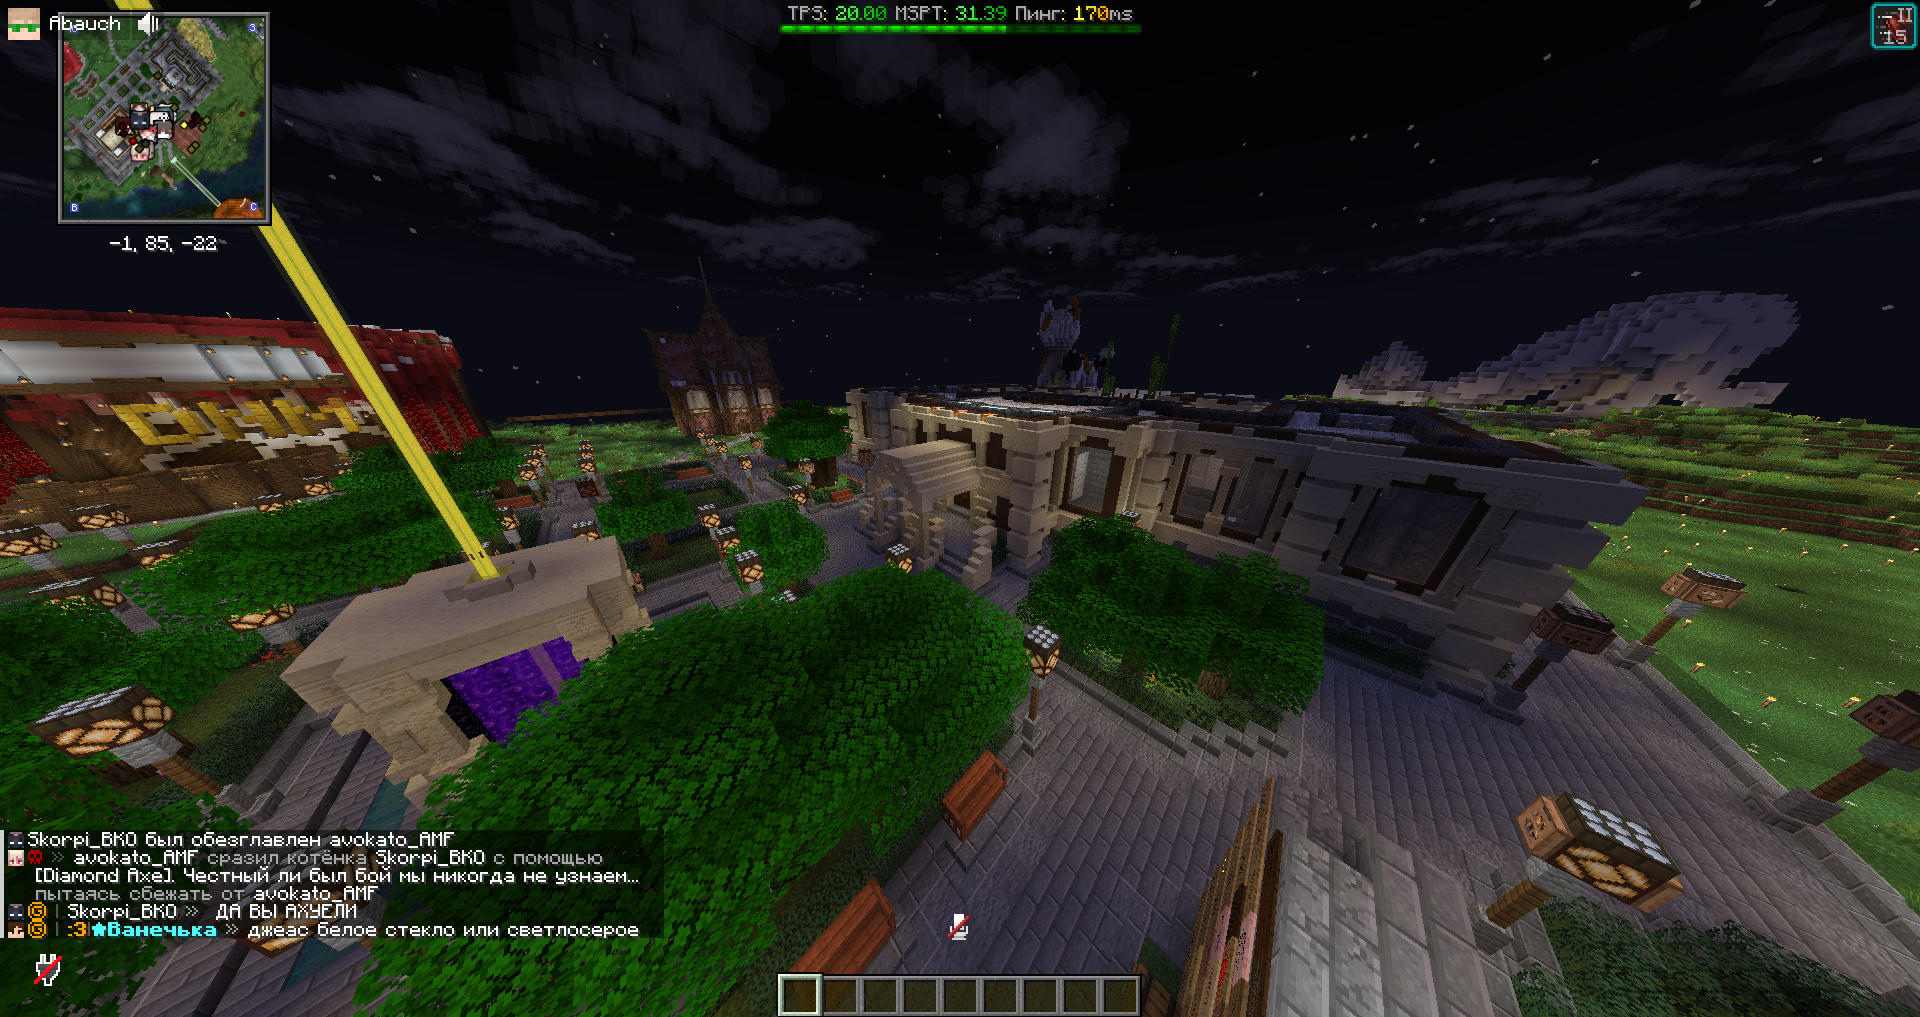 Abauch
TPS: 20.00 MSPT: 31.39 Пинг: 170ms
II
15
З
В
С
-1, 85, -22
Skorpi_BKO был обезглавлен avokato_AMF
» avokato_AMF сразил котёнка Skorpi_BKO с помощью
[Diamond Axe]. Честный ли был бой мы никогда не узнаем...
пытаясь сбежать от avokato_AMF
| Skorpi_BKO » ДА ВЫ АХУЕЛИ
| :3 ★Ванечька » джеас белое стекло или светлосерое